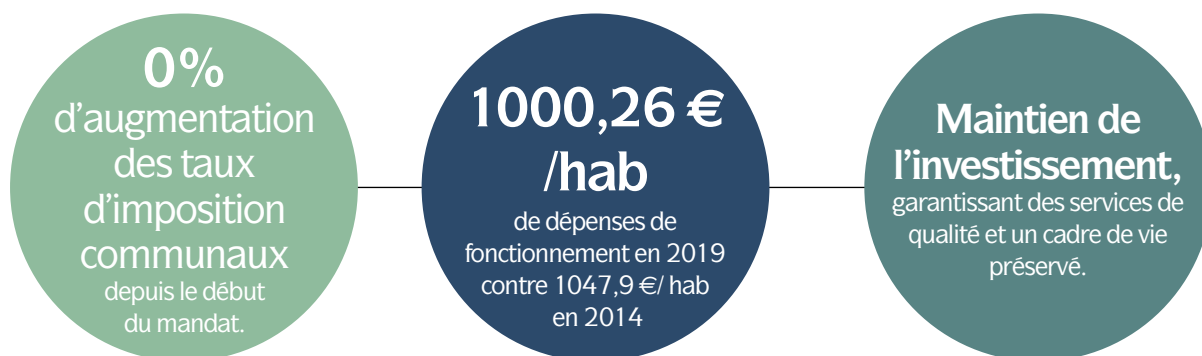 0%
d'augmentation
des taux
d'imposition
communaux
depuis le début
du mandat.
1000,26 €
/hab
de dépenses de
fonctionnement en 2019
contre 1047,9 €/ hab
en 2014
Maintien de
l'investissement,
garantissant des services de
qualité et un cadre de vie
préservé.